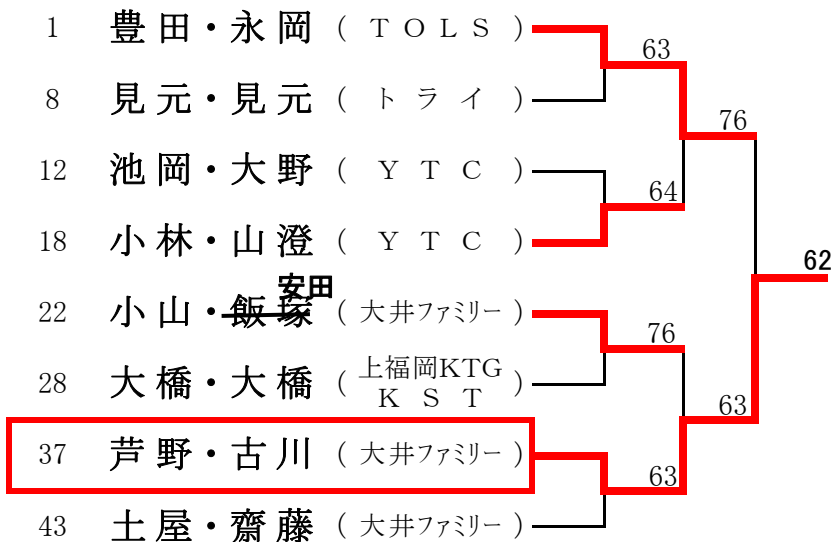 1 豊田・永岡 (TOLS)
63
8 見元・見元 (トライ)
76
12 池岡・大野 (YTC)
64
18 小林・山澄 (YTC)
62
安田
22 小山・飯塚 (大井ファミリー)
76
28 大橋・大橋 (上福岡KTG
KST)
63
37 芦野・古川 (大井ファミリー)
63
43 土屋・齋藤 (大井ファミリー)